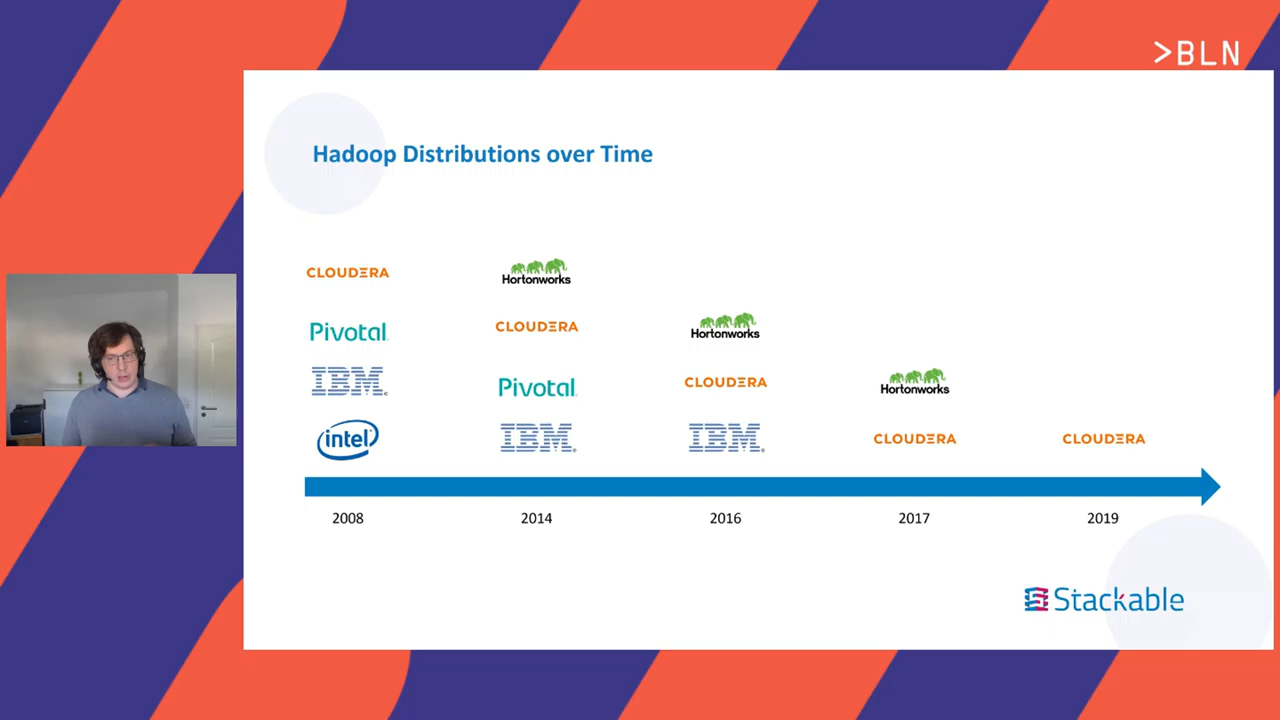 >BLN
Hadoop Distributions over Time
CLOUDERA
Pivotal
IBM
intel
2008
Hortonworks
CLOUDERA
Pivotal
IBM
2014
Hortonworks
CLOUDERA
IBM
2016
Hortonworks
CLOUDERA
2017
CLOUDERA
2019
Stackable